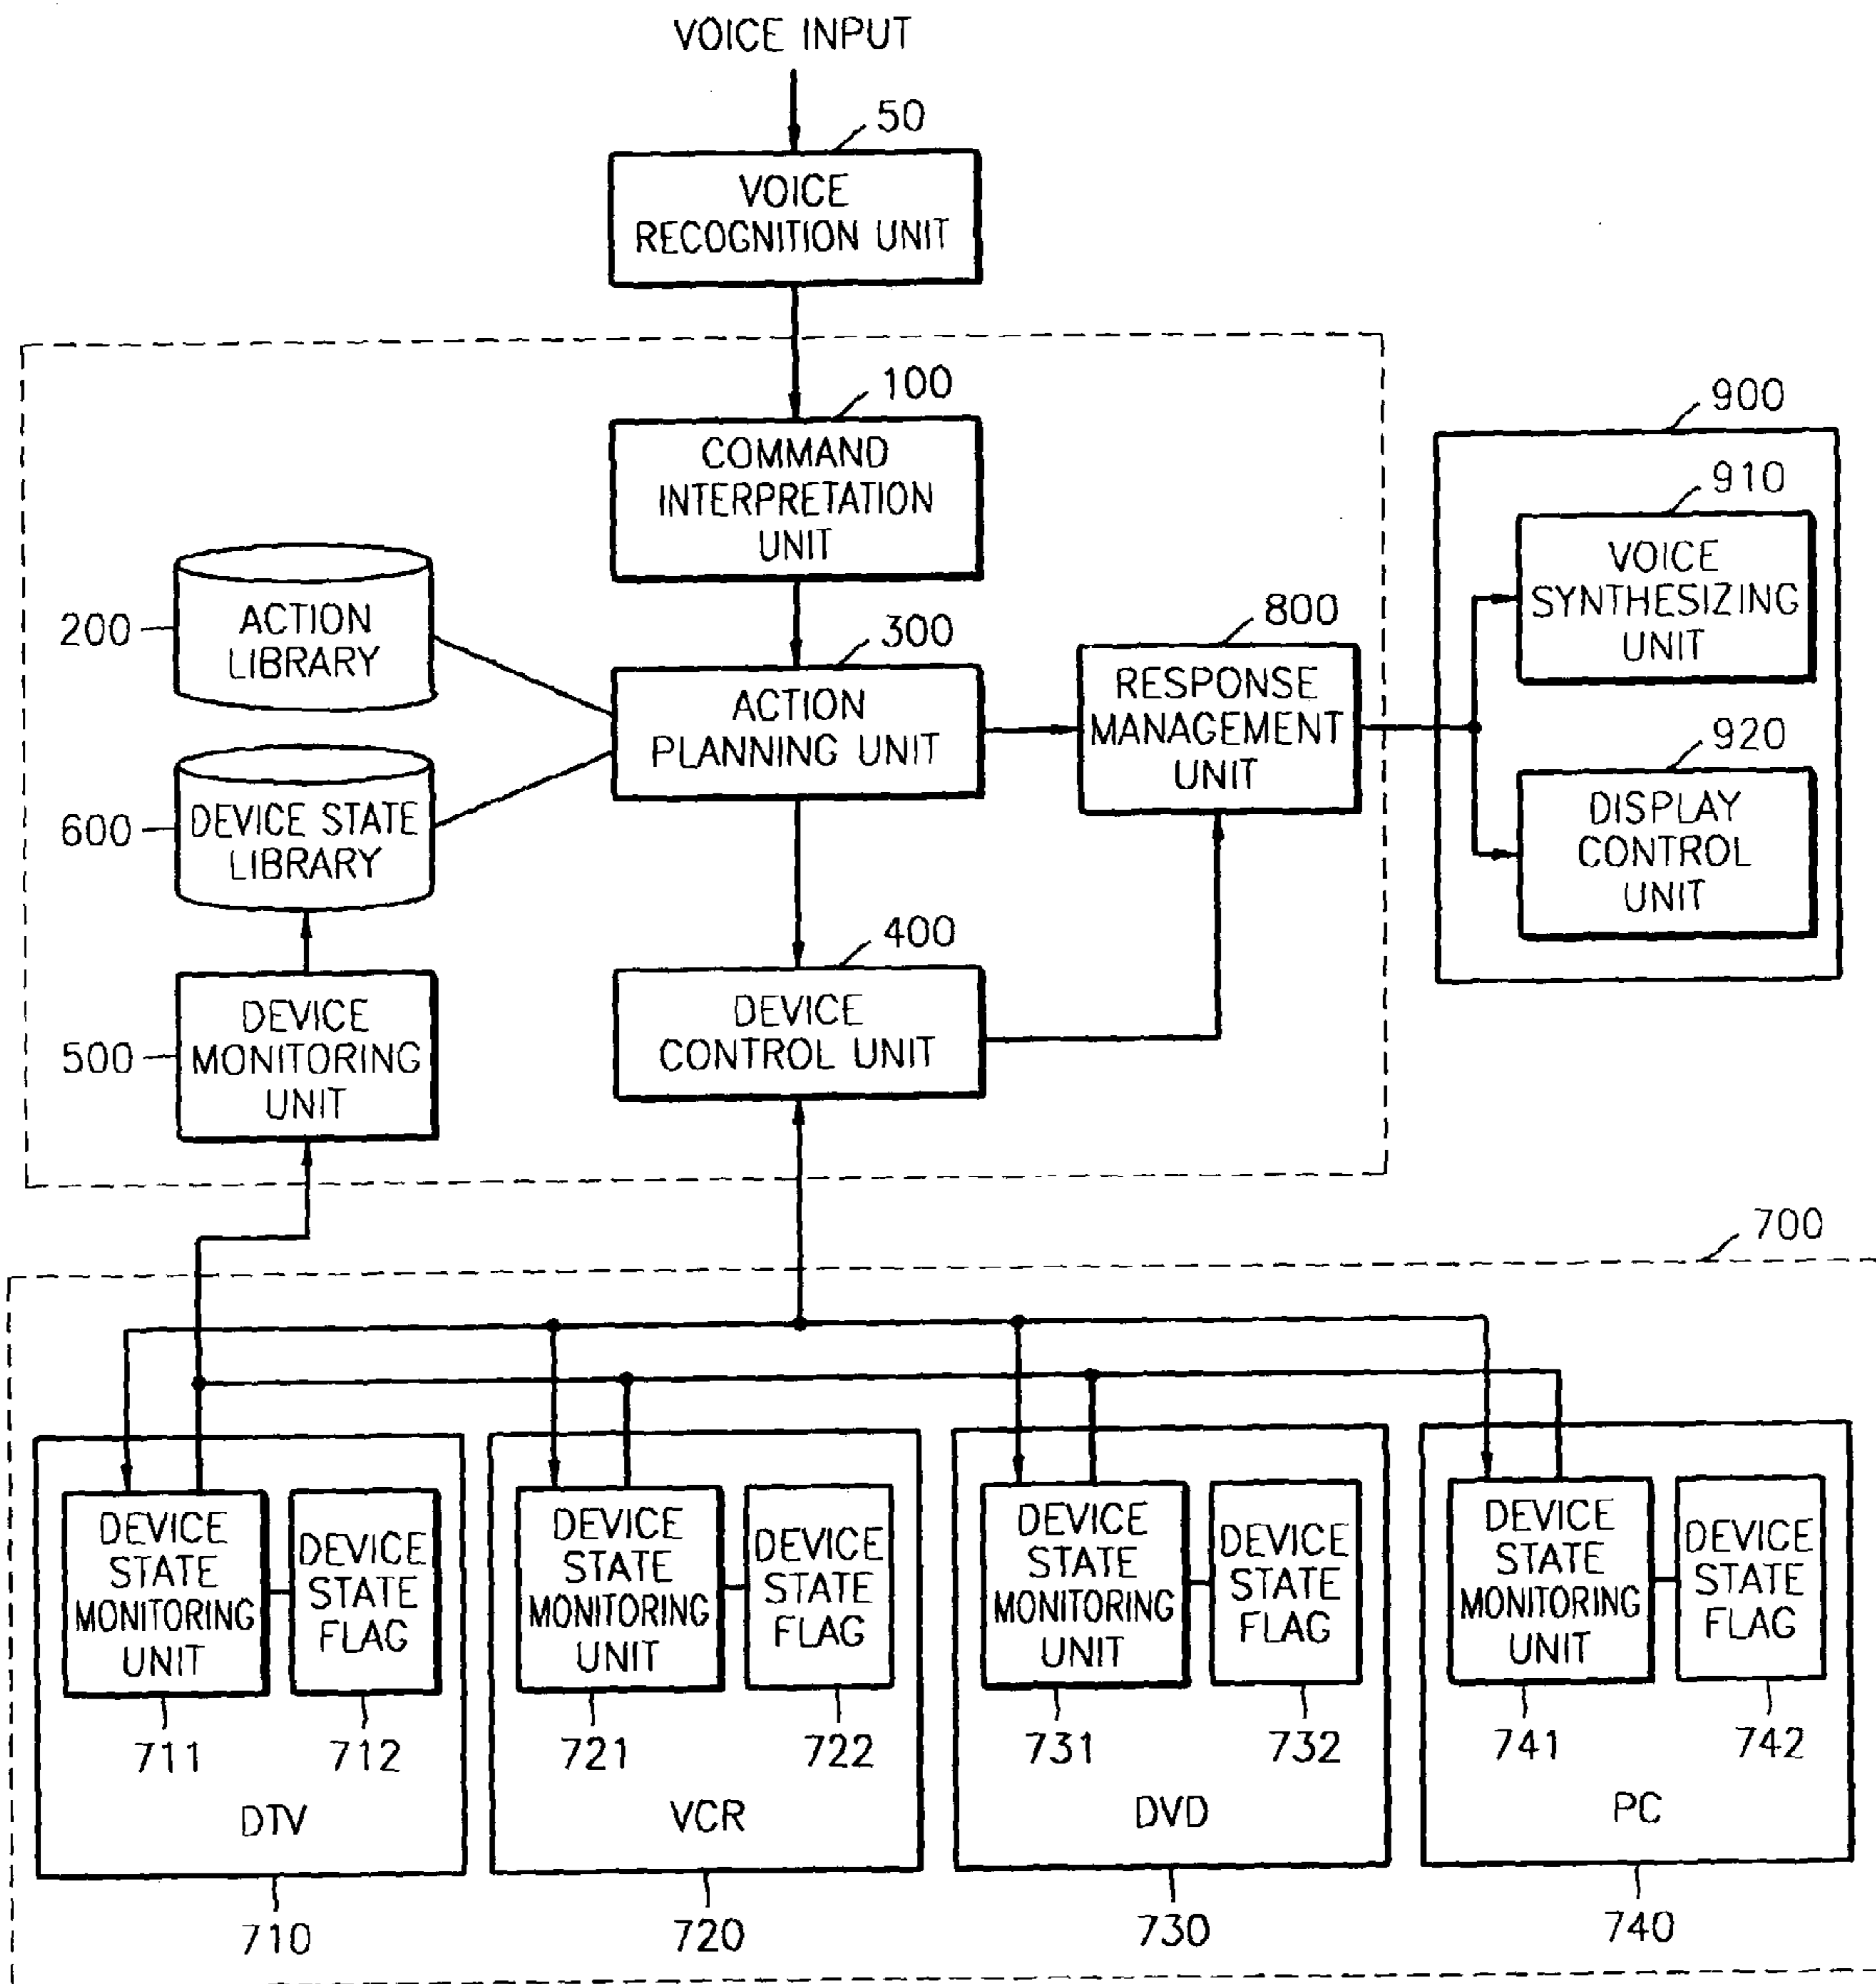 VOICE INPUT
50
VOICE
RECOGNITION UNIT
100
COMMAND
INTERPRETATION
UNIT
900
910
VOICE
SYNTHESIZING
UNIT
200
ACTION
LIBRARY
300
ACTION
PLANNING UNIT
800
RESPONSE
MANAGEMENT
UNIT
920
DISPLAY
CONTROL
UNIT
600
DEVICE STATE
LIBRARY
400
DEVICE
CONTROL UNIT
500
DEVICE
MONITORING
UNIT
700
DEVICE
STATE
MONITORING
UNIT
DEVICE
STATE
FLAG
711
712
DTV
710
DEVICE
STATE
MONITORING
UNIT
DEVICE
STATE
FLAG
721
722
VCR
720
DEVICE
STATE
MONITORING
UNIT
DEVICE
STATE
FLAG
731
732
DVD
730
DEVICE
STATE
MONITORING
UNIT
DEVICE
STATE
FLAG
741
742
PC
740